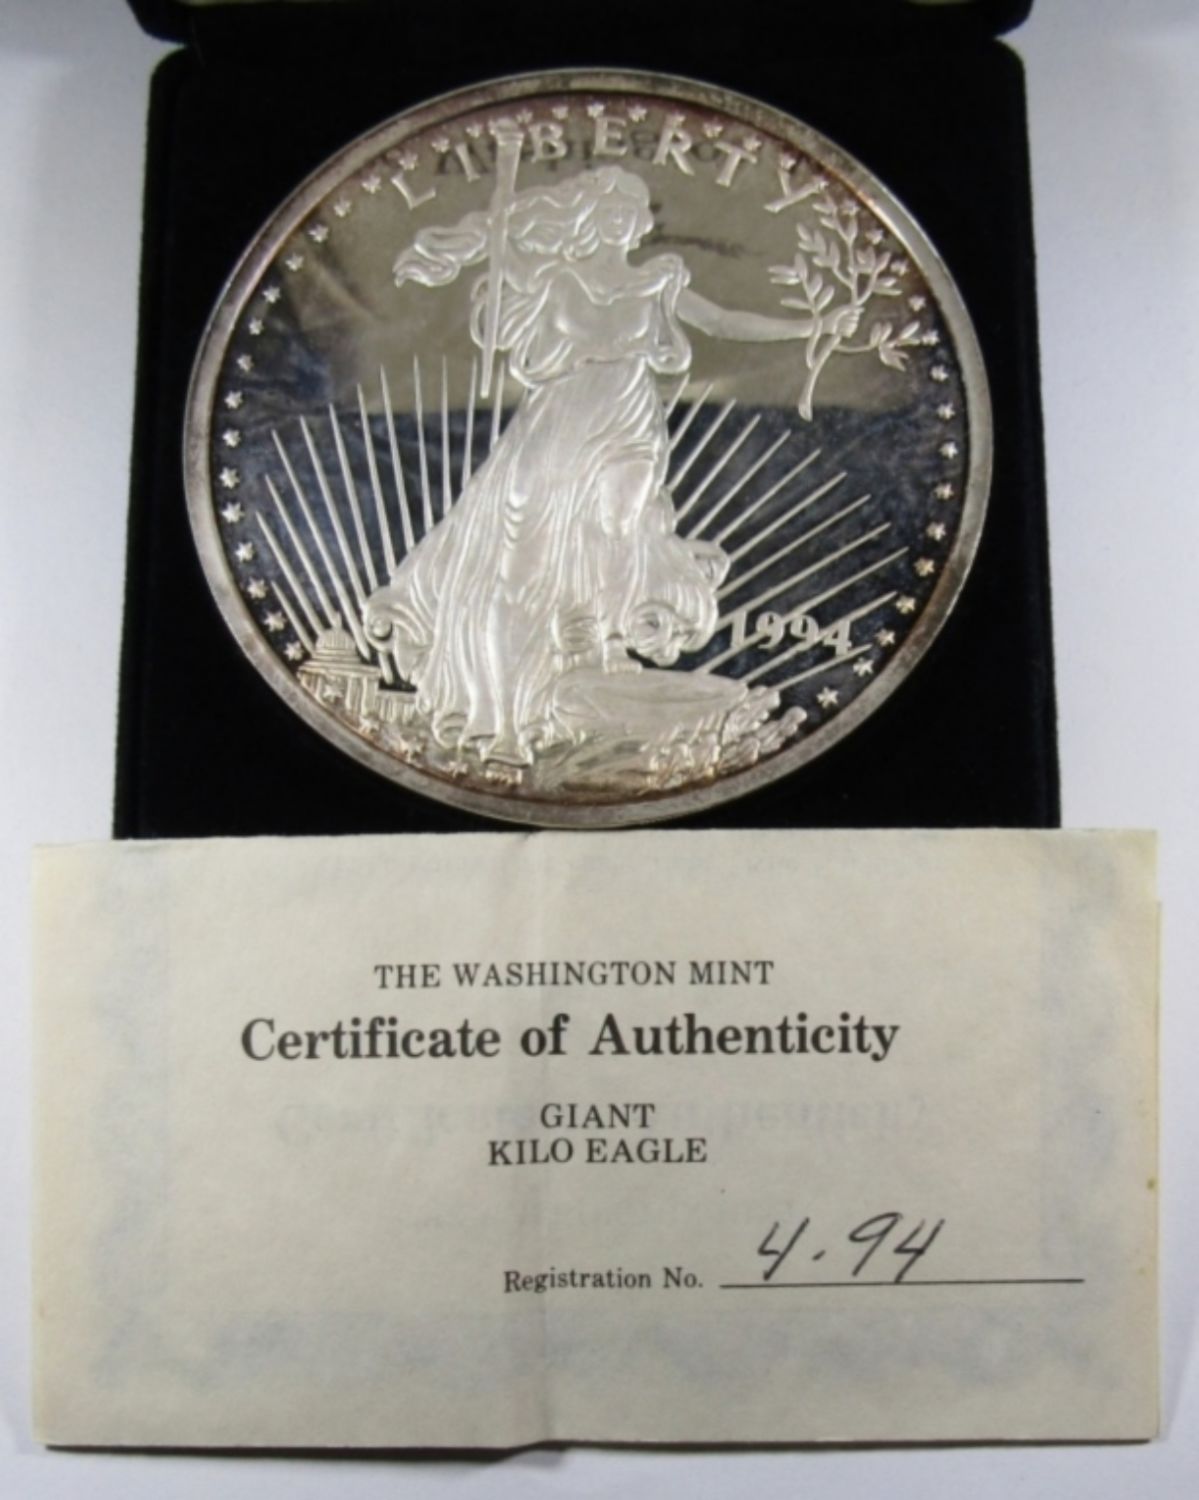 LIBERTY
1994
THE WASHINGTON MINT
Certificate of Authenticity
GIANT
KILO EAGLE
Registration No. 4.94